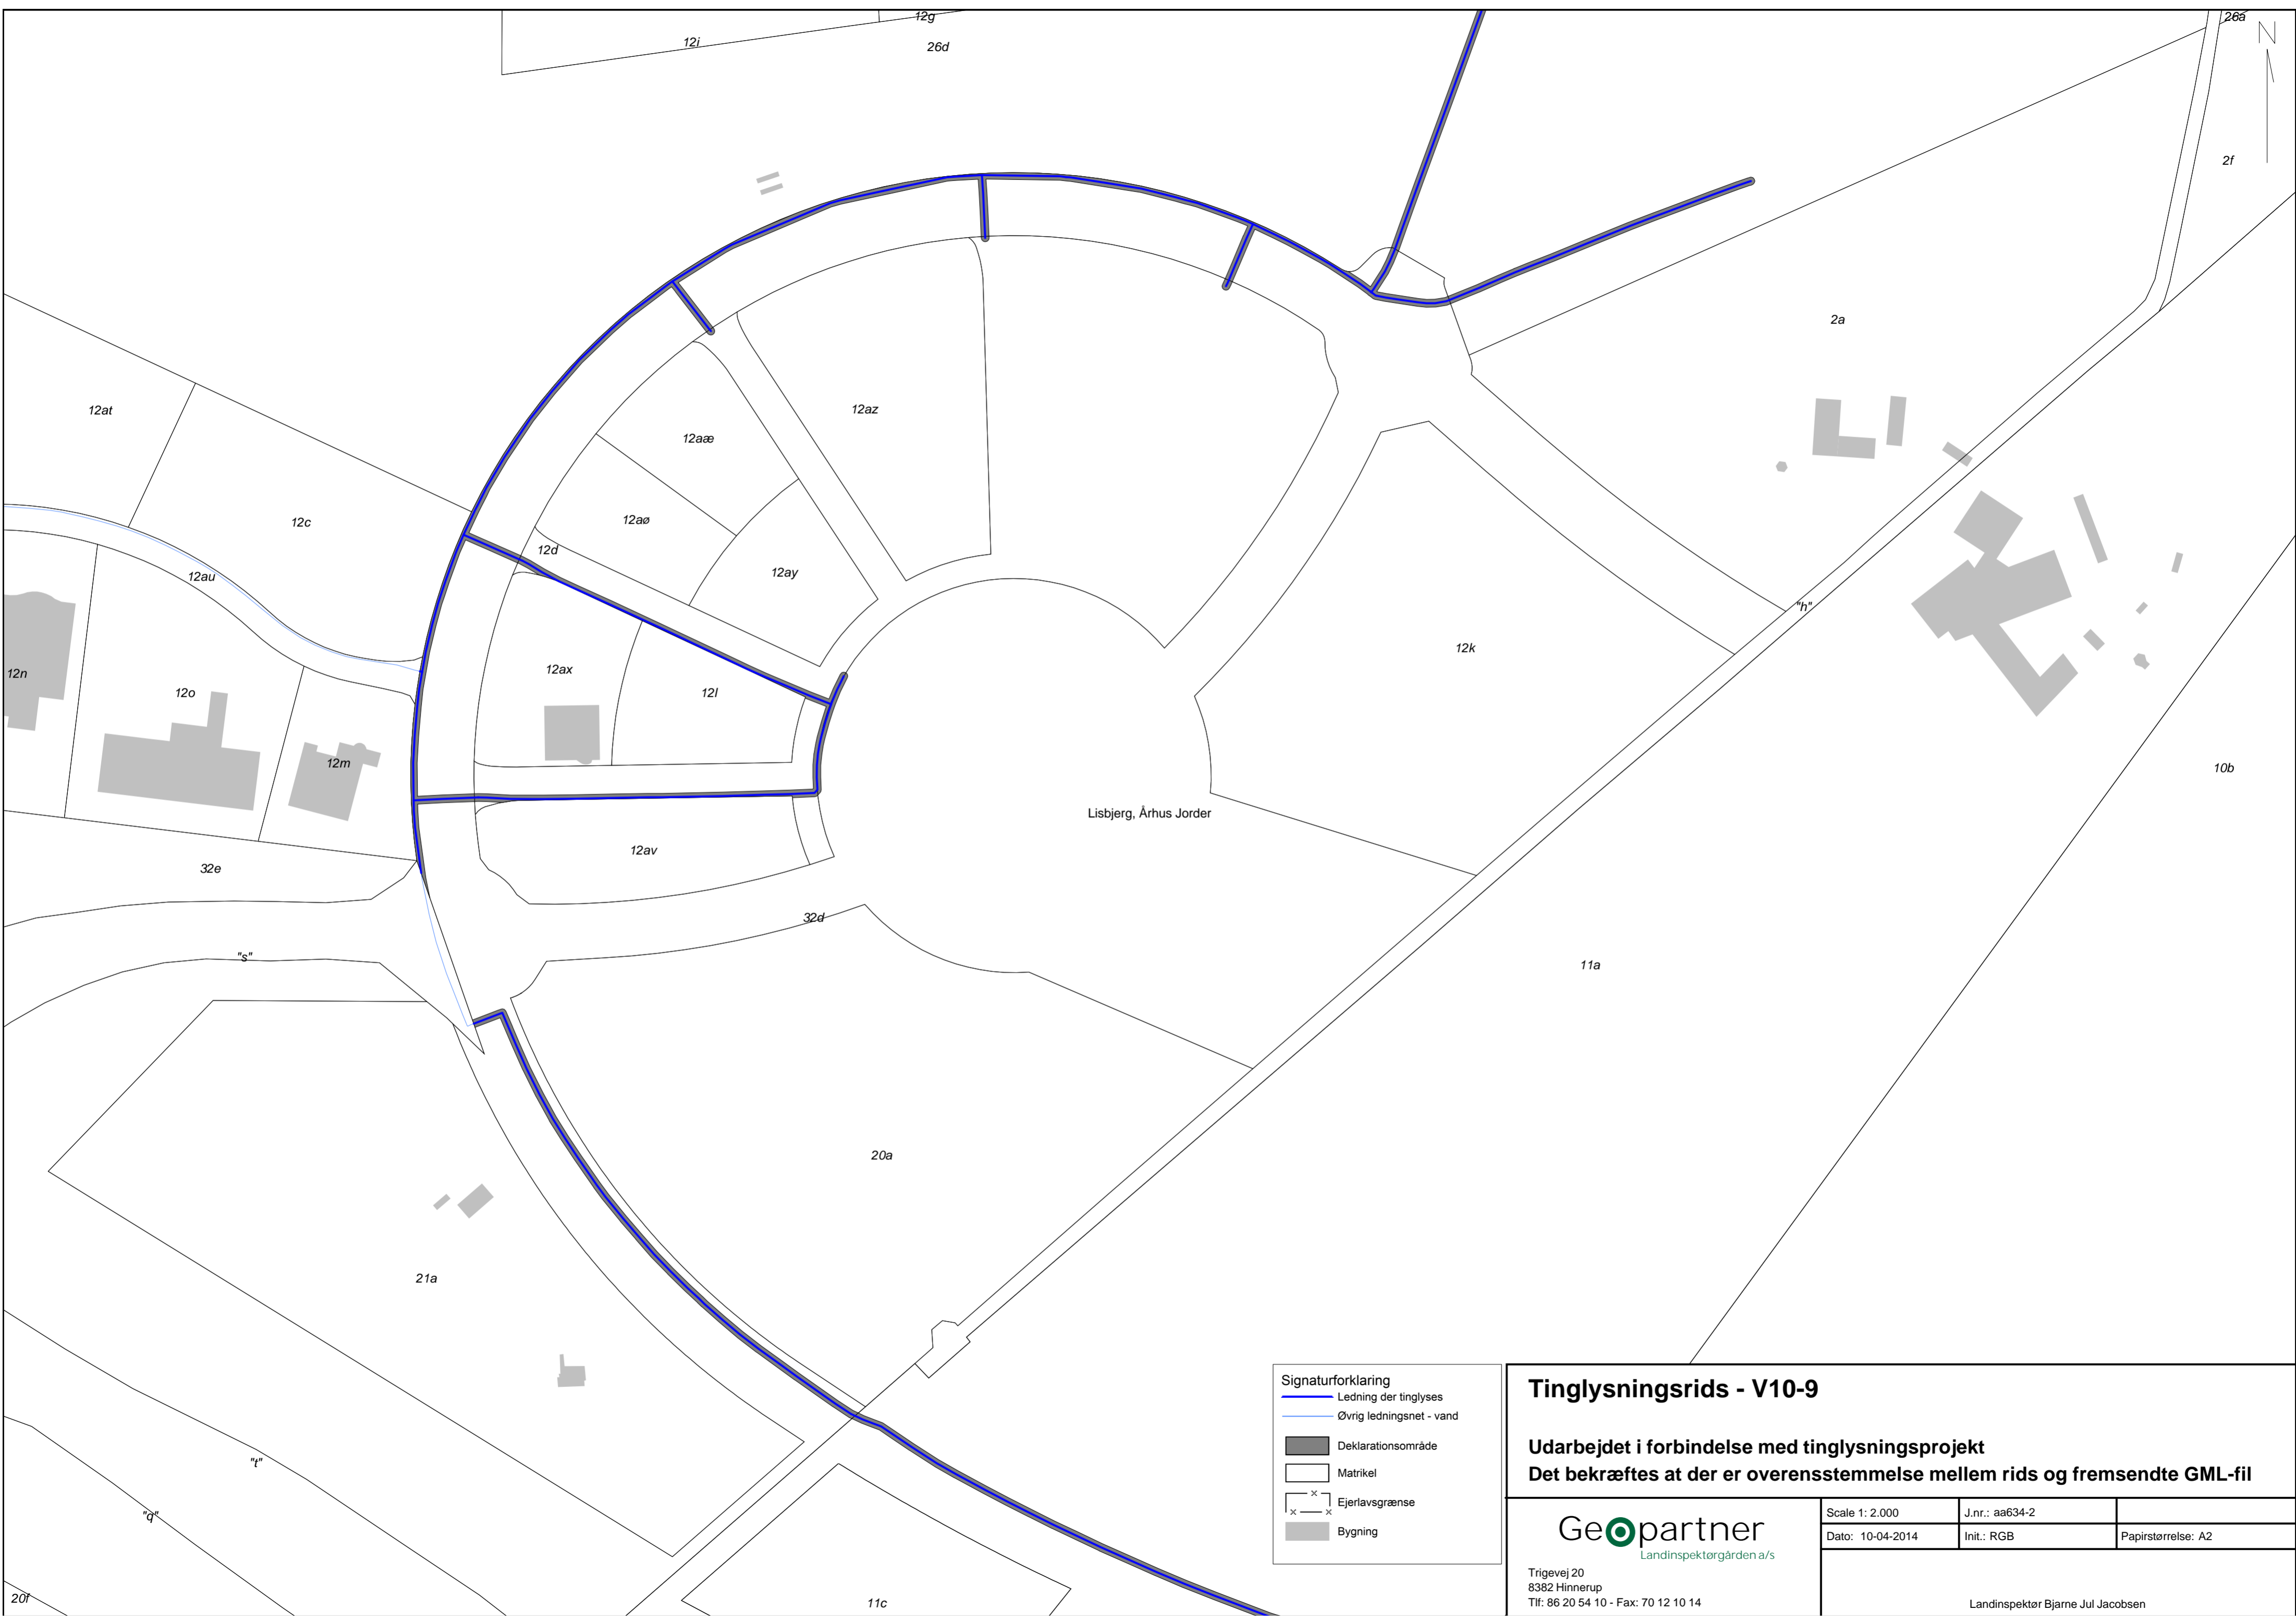 12g
26a
12i
26d
N
2f
2a
12at
12az
12aæ
12c
12aø
12d
12ay
12au
"h"
12k
12n
12ax
12l
12o
12m
10b
Lisbjerg, Århus Jorder
12av
32e
32d
"s"
11a
20a
21a
"t"
"q"
20f
11c
Signaturforklaring
Ledning der tinglyses
Øvrig ledningsnet - vand
Deklarationsområde
Matrikel
Ejerlavsgrænse
Bygning
Tinglysningsrids - V10-9
Udarbejdet i forbindelse med tinglysningsprojekt
Det bekræftes at der er overensstemmelse mellem rids og fremsendte GML-fil
Geopartner
Landinspektørgården a/s
Trigevej 20
8382 Hinnerup
Tlf: 86 20 54 10 - Fax: 70 12 10 14
Scale 1: 2.000
J.nr.: aa634-2
Dato: 10-04-2014
Init.: RGB
Papirstørrelse: A2
Landinspektør Bjarne Jul Jacobsen